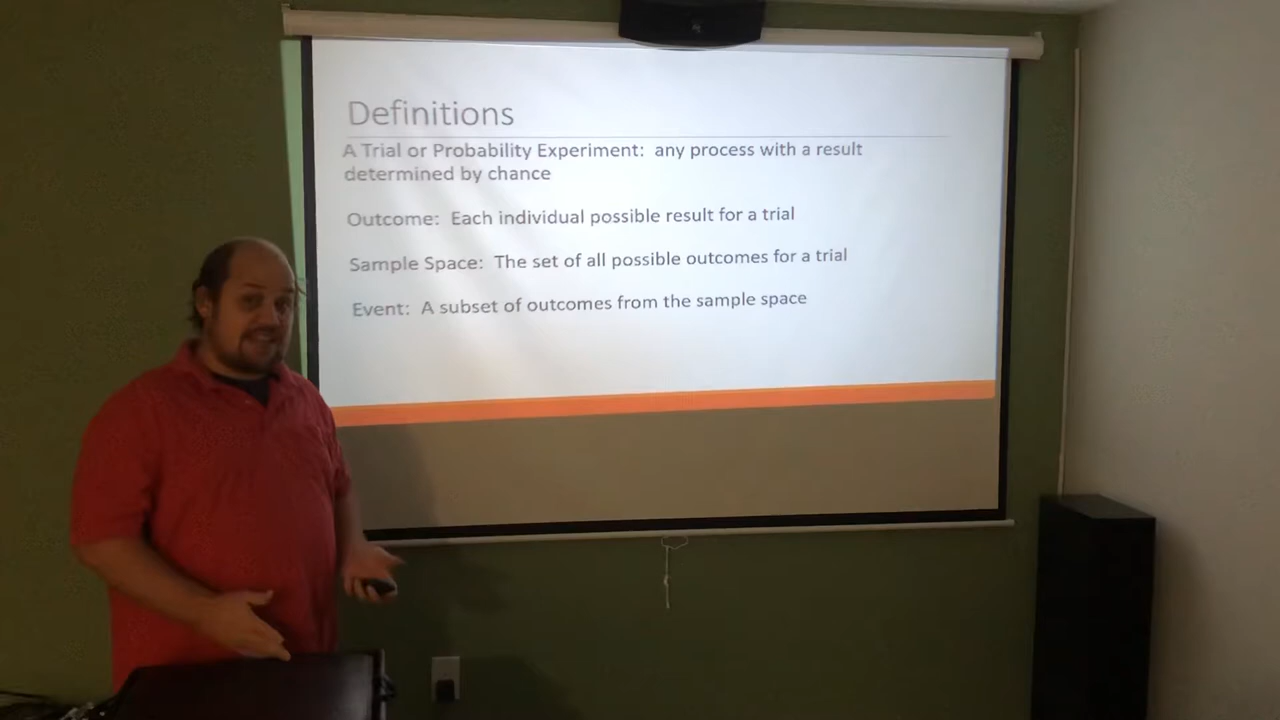 Definitions
A Trial or Probability Experiment: any process with a result
determined by chance
Outcome: Each individual possible result for a trial
Sample Space: The set of all possible outcomes for a trial
Event: A subset of outcomes from the sample space